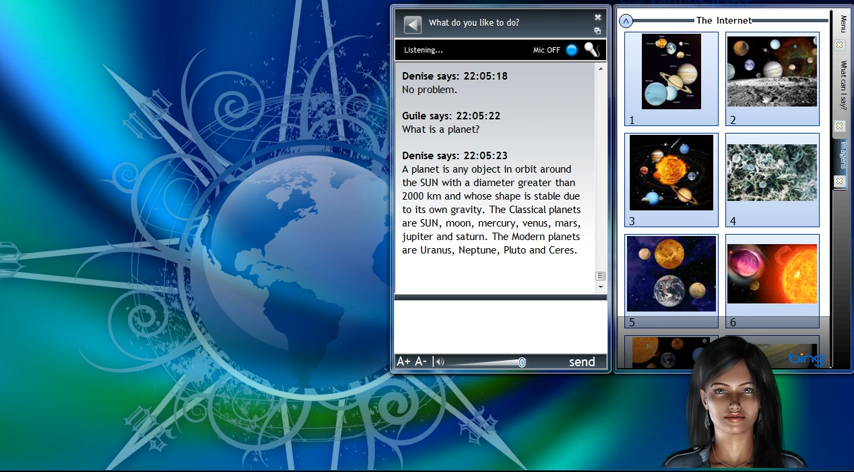 What do you like to do?
Listening...
Mic OFF
Denise says: 22:05:18
No problem.
Guile says: 22:05:22
What is a planet?
Denise says: 22:05:23
A planet is any object in orbit around
the SUN with a diameter greater than
2000 km and whose shape is stable due
to its own gravity. The Classical planets
are SUN, moon, mercury, venus, mars,
jupiter and saturn. The Modern planets
are Uranus, Neptune, Pluto and Ceres.
A+ A-
send
The Internet
1
2
3
4
5
6
bing
Menu
What can I say?
Imagens